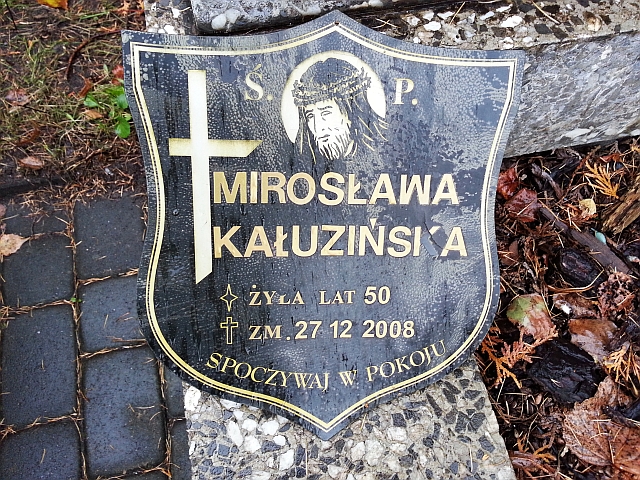 Ś. P.
MIROSŁAWA
KAŁUZIŃSKA
ŻYŁA LAT 50
ZM. 27 12 2008
SPOCZYWAJ W POKOJU